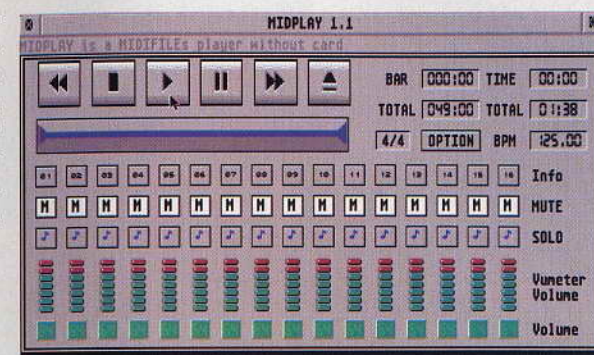 MIDPLAY 1.1
MIDPLAY is a MIDIFILEs player without card
BAR 000:00 TIME 00:00
TOTAL 049:00 TOTAL 01:38
4/4 OPTION BPM 125.00
01 02 03 04 05 06 07 08 09 10 11 12 13 14 15 16 Info
M M M M M M M M M M M M M M M M MUTE
SOLO
Vumeter
Volume
Volume